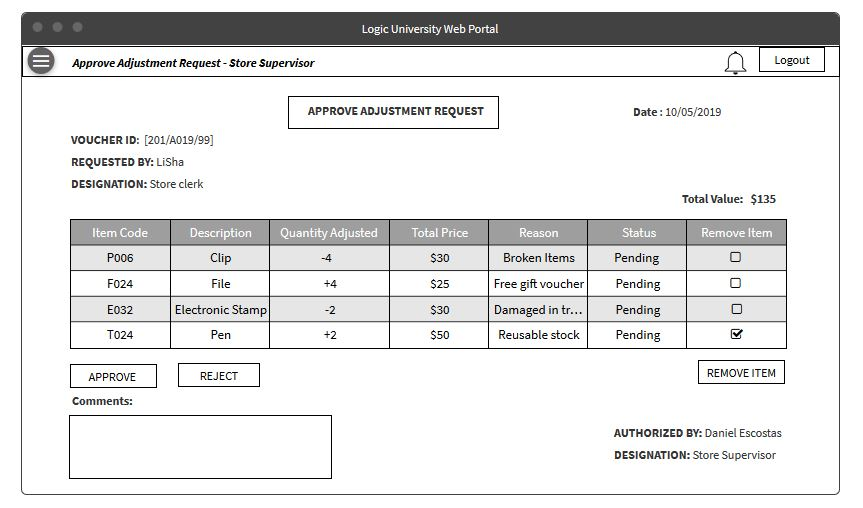 Logic University Web Portal
Approve Adjustment Request - Store Supervisor
Logout
APPROVE ADJUSTMENT REQUEST
Date : 10/05/2019
VOUCHER ID: [201/A019/99]
REQUESTED BY: LiSha
DESIGNATION: Store clerk
Total Value: $135
Item Code Description Quantity Adjusted Total Price Reason Status Remove Item
P006 Clip -4 $30 Broken Items Pending
F024 File +4 $25 Free gift voucher Pending
E032 Electronic Stamp -2 $30 Damaged in tr... Pending
T024 Pen +2 $50 Reusable stock Pending
APPROVE REJECT REMOVE ITEM
Comments:
AUTHORIZED BY: Daniel Escostas
DESIGNATION: Store Supervisor